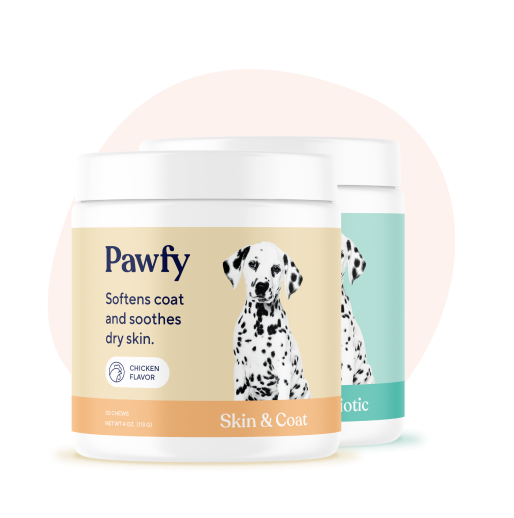 Pawfy
Softens coat
and soothes
dry skin.
CHICKEN
FLAVOR
Skin & Coat
iotic